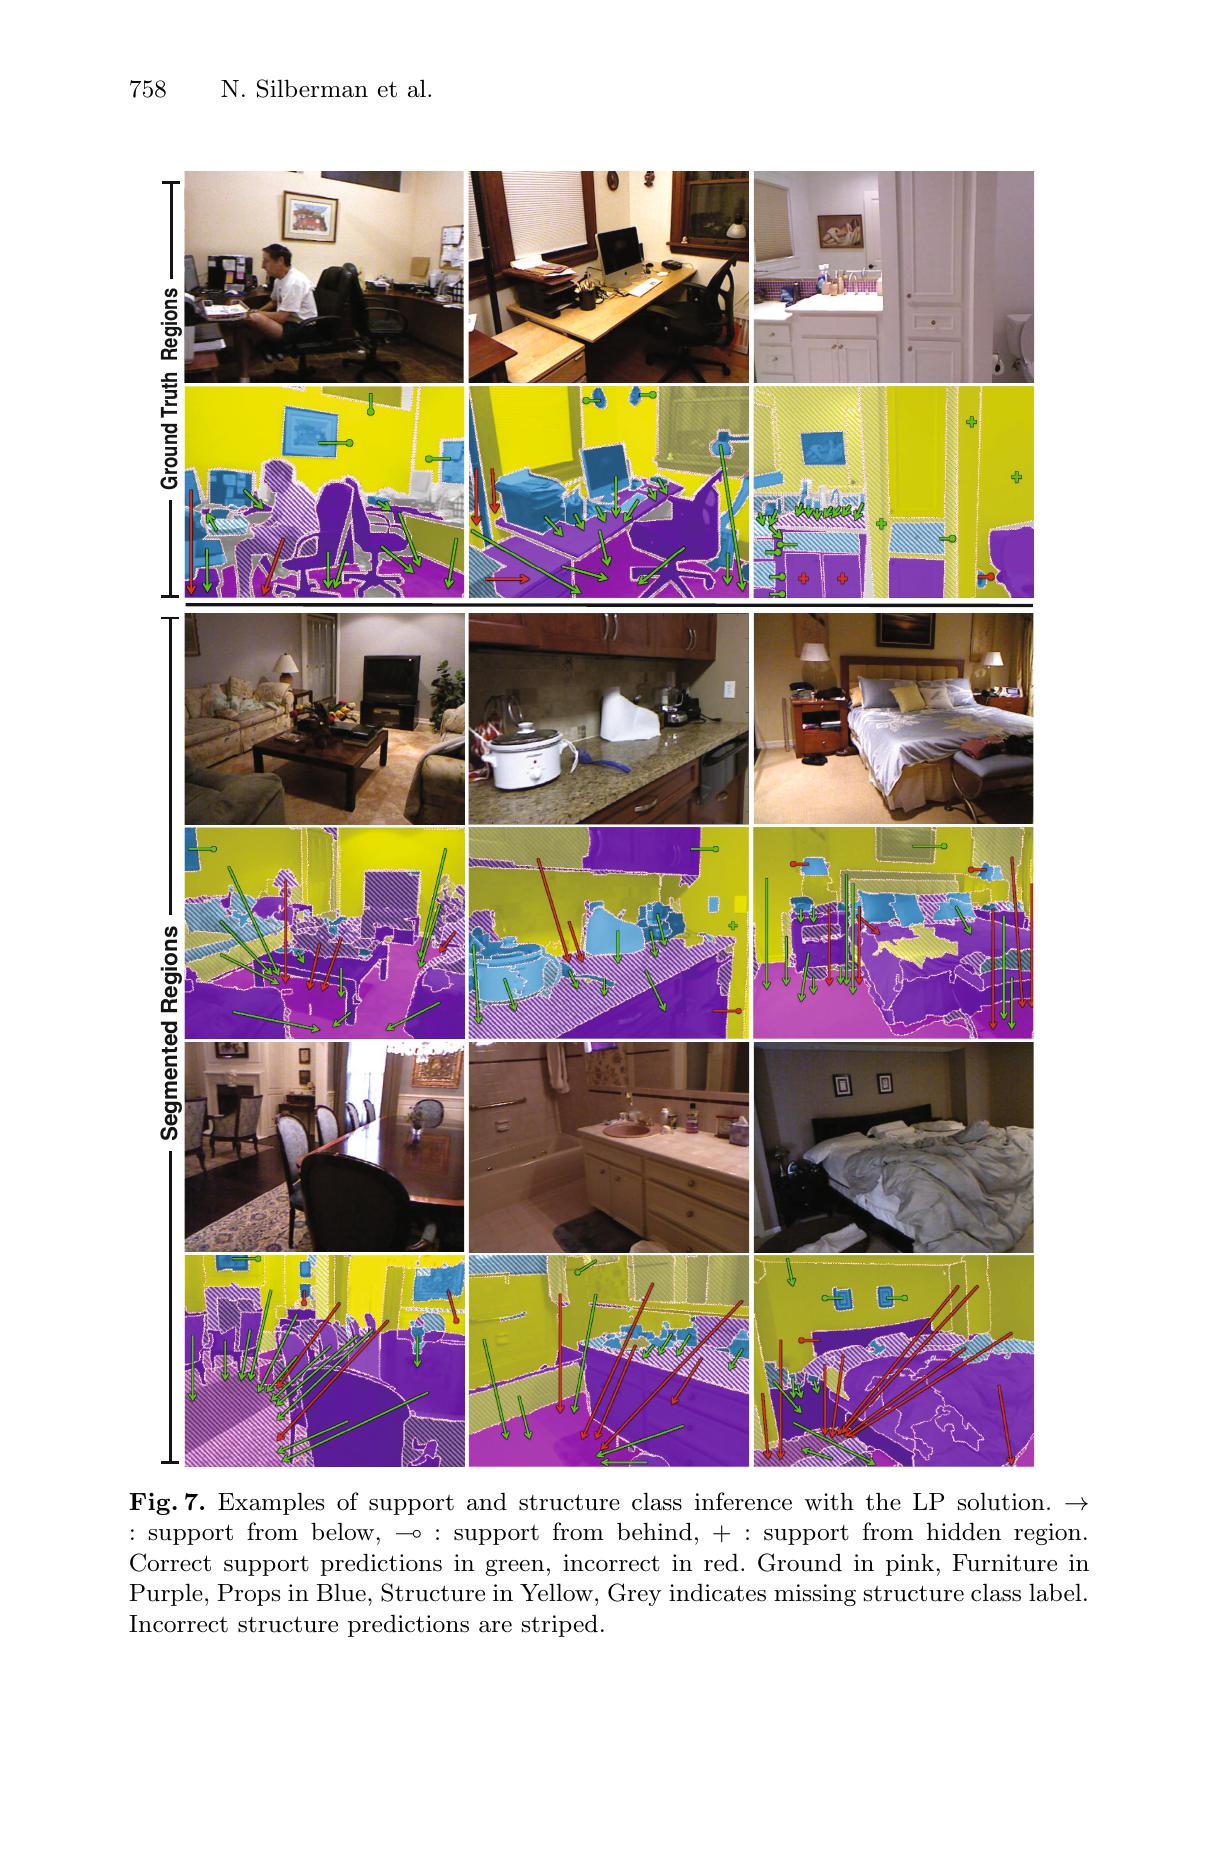 758 N. Silberman et al.
Ground Truth Regions
Segmented Regions
Fig. 7. Examples of support and structure class inference with the LP solution. →
: support from below, ⊸ : support from behind, + : support from hidden region.
Correct support predictions in green, incorrect in red. Ground in pink, Furniture in
Purple, Props in Blue, Structure in Yellow, Grey indicates missing structure class label.
Incorrect structure predictions are striped.